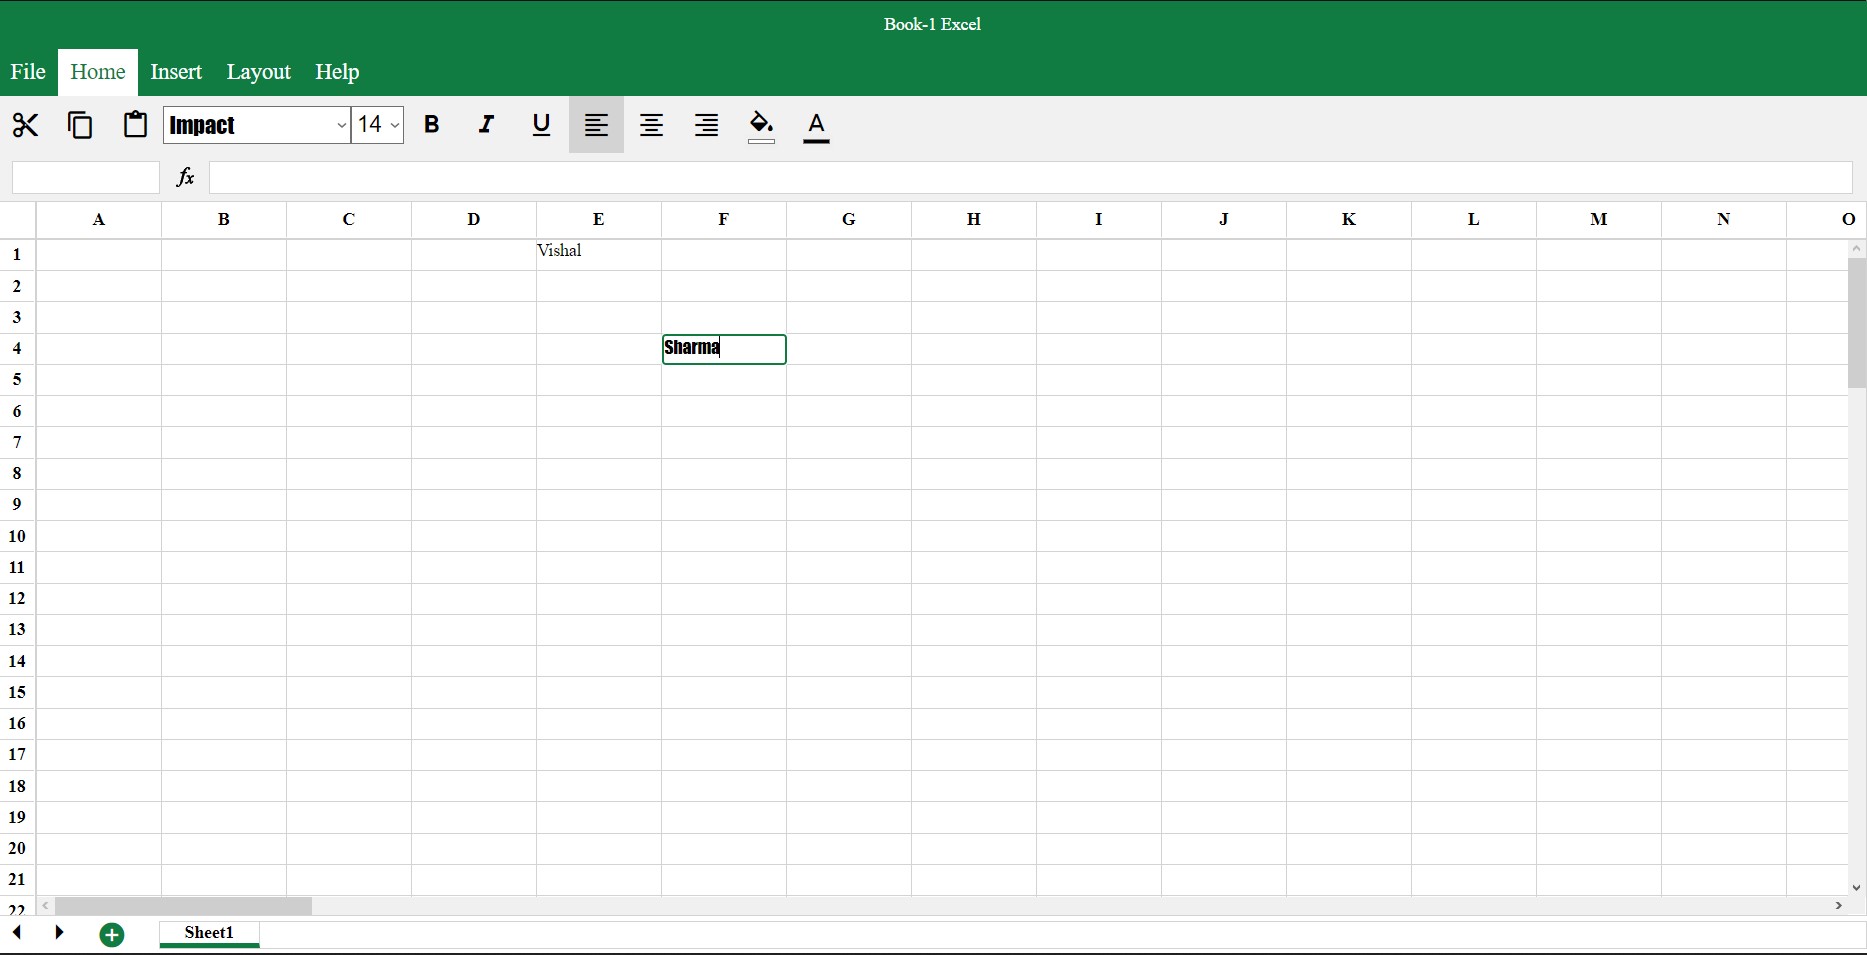 Book-1 Excel
File Home Insert Layout Help
Impact 14 B I U A
fx
A B C D E F G H I J K L M N O
1 Vishal
2
3
4 Sharma
5
6
7
8
9
10
11
12
13
14
15
16
17
18
19
20
21
22
Sheet1